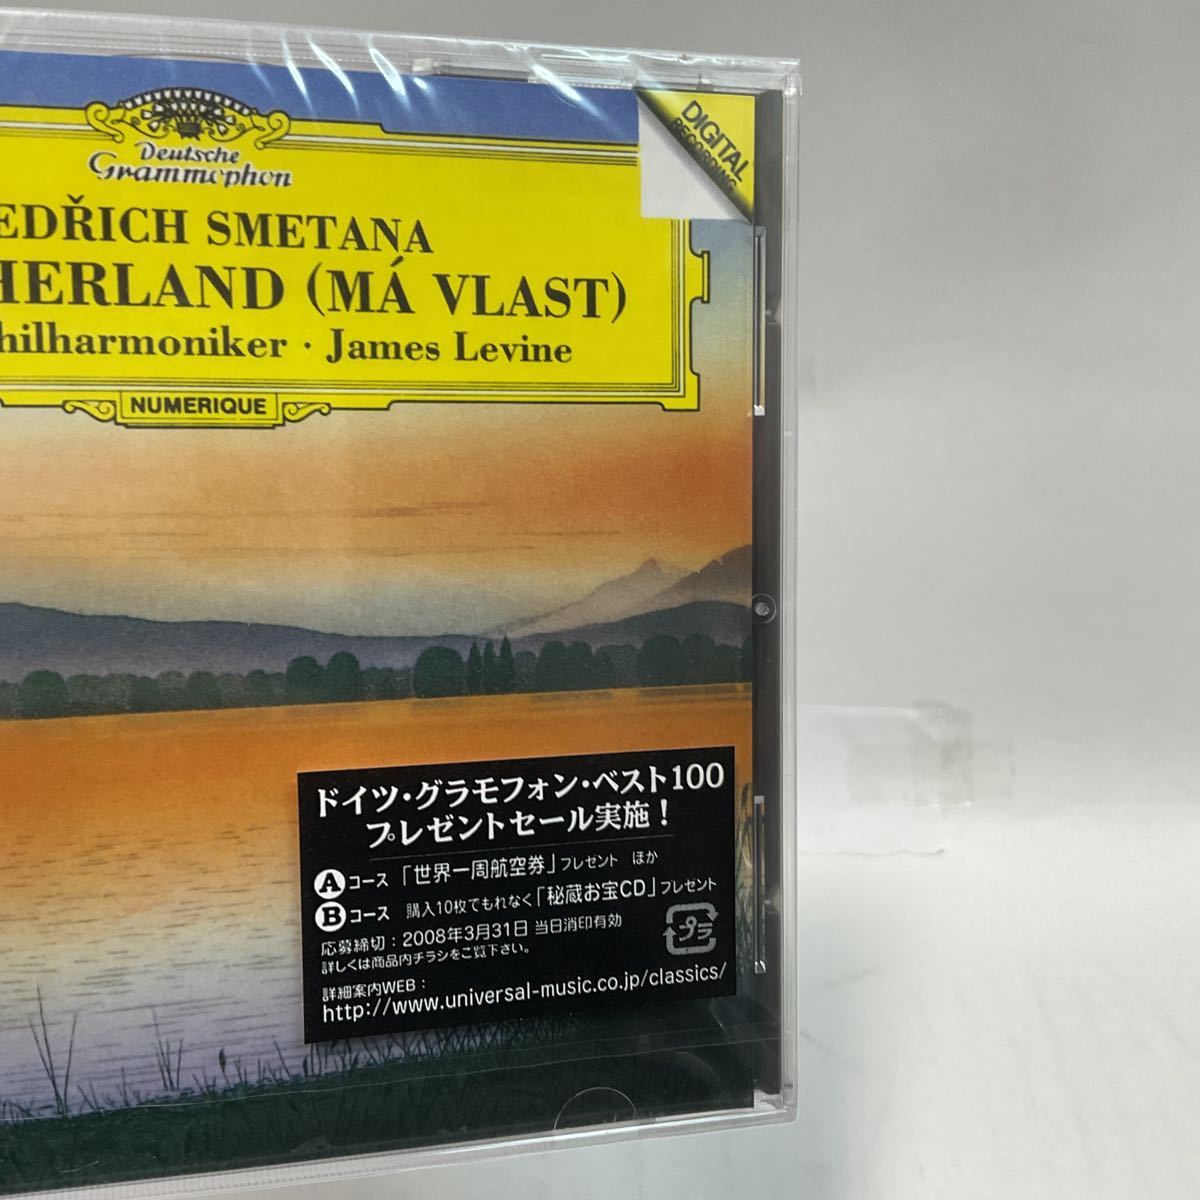 DIGITAL
RECORDING
Deutsche
Grammophon
EDŘICH SMETANA
HERLAND (MÁ VLAST)
hilharmoniker · James Levine
NUMERIQUE
ドイツ・グラモフォン・ベスト100
プレゼントセール実施！
Aコース 「世界一周航空券」プレゼント ほか
Bコース 購入10枚でもれなく「秘蔵お宝CD」プレゼント
応募締切：2008年3月31日 当日消印有効
詳しくは商品内チラシをご覧下さい。
プラ
詳細案内WEB：
http://www.universal-music.co.jp/classics/